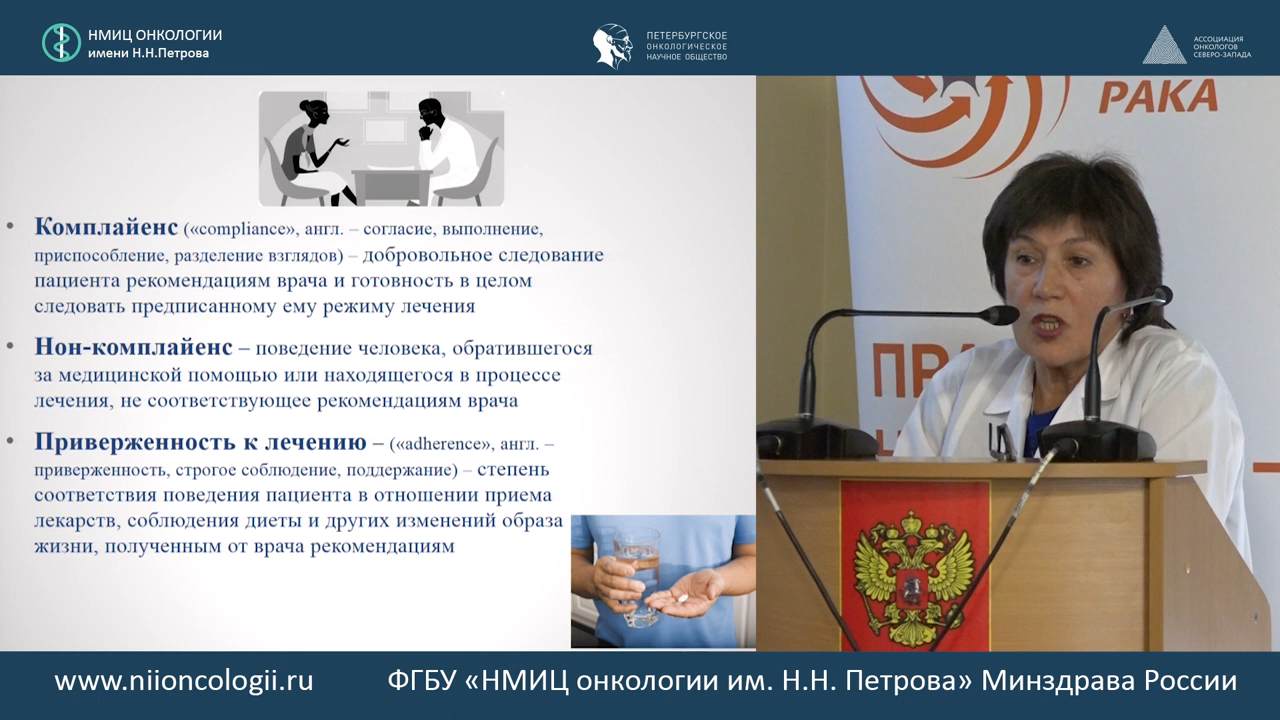 НМИЦ ОНКОЛОГИИ
имени Н.Н.Петрова
ПЕТЕРБУРГСКОЕ
ОНКОЛОГИЧЕСКОЕ
НАУЧНОЕ ОБЩЕСТВО
АССОЦИАЦИЯ
ОНКОЛОГОВ
СЕВЕРО-ЗАПАДА
• Комплайенс («compliance», англ. – согласие, выполнение,
приспособление, разделение взглядов) – добровольное следование
пациента рекомендациям врача и готовность в целом
следовать предписанному ему режиму лечения
• Нон-комплайенс – поведение человека, обратившегося
за медицинской помощью или находящегося в процессе
лечения, не соответствующее рекомендациям врача
• Приверженность к лечению – («adherence», англ. –
приверженность, строгое соблюдение, поддержание) – степень
соответствия поведения пациента в отношении приема
лекарств, соблюдения диеты и других изменений образа
жизни, полученным от врача рекомендациям
РАКА
www.niioncologii.ru
ФГБУ «НМИЦ онкологии им. Н.Н. Петрова» Минздрава России